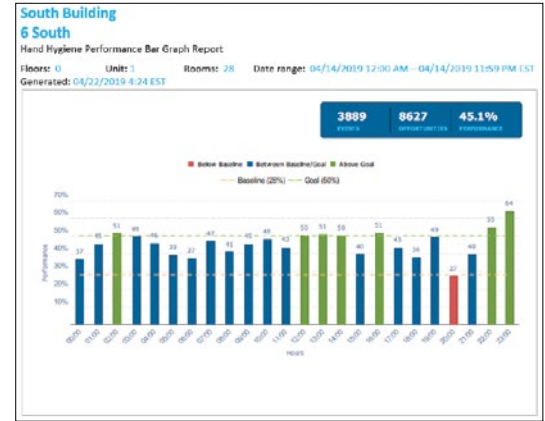 South Building
6 South
Hand Hygiene Performance Bar Graph Report
Floors: 0 Unit: 1 Rooms: 28 Date range: 04/14/2019 12:00 AM – 04/14/2019 11:59 PM EST
Generated: 04/22/2019 4:24 EST
3889 8627 45.1%
EVENTS OPPORTUNITIES PERFORMANCE
Below Baseline Between Baseline/Goal Above Goal
Baseline (28%) Goal (50%)
70%
60%
50%
40%
30%
20%
10%
Performance
37 45 51 49 46 39 37 47 41 45 48 43 50 51 50 40 51 43 49 27 40 55 64
00:00 01:00 02:00 03:00 04:00 05:00 06:00 07:00 08:00 09:00 10:00 11:00 12:00 13:00 14:00 15:00 16:00 17:00 18:00 19:00 20:00 21:00 22:00 23:00
Hours